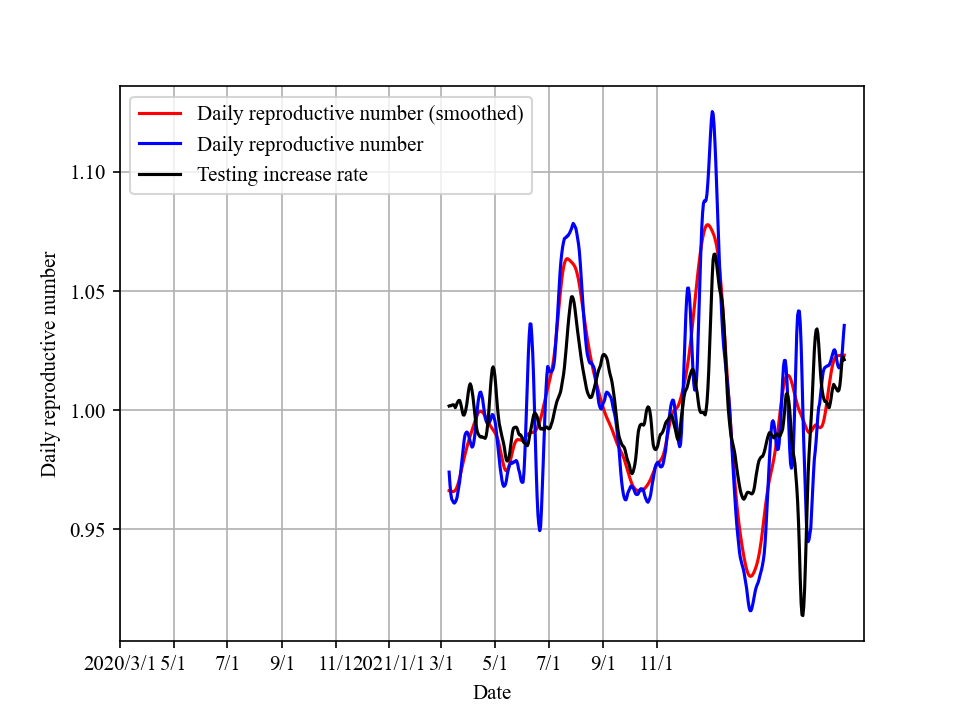 Daily reproductive number (smoothed)
Daily reproductive number
Testing increase rate
Daily reproductive number
1.10
1.05
1.00
0.95
2020/3/1 5/1 7/1 9/1 11/1 2021/1/1 3/1 5/1 7/1 9/1 11/1
Date